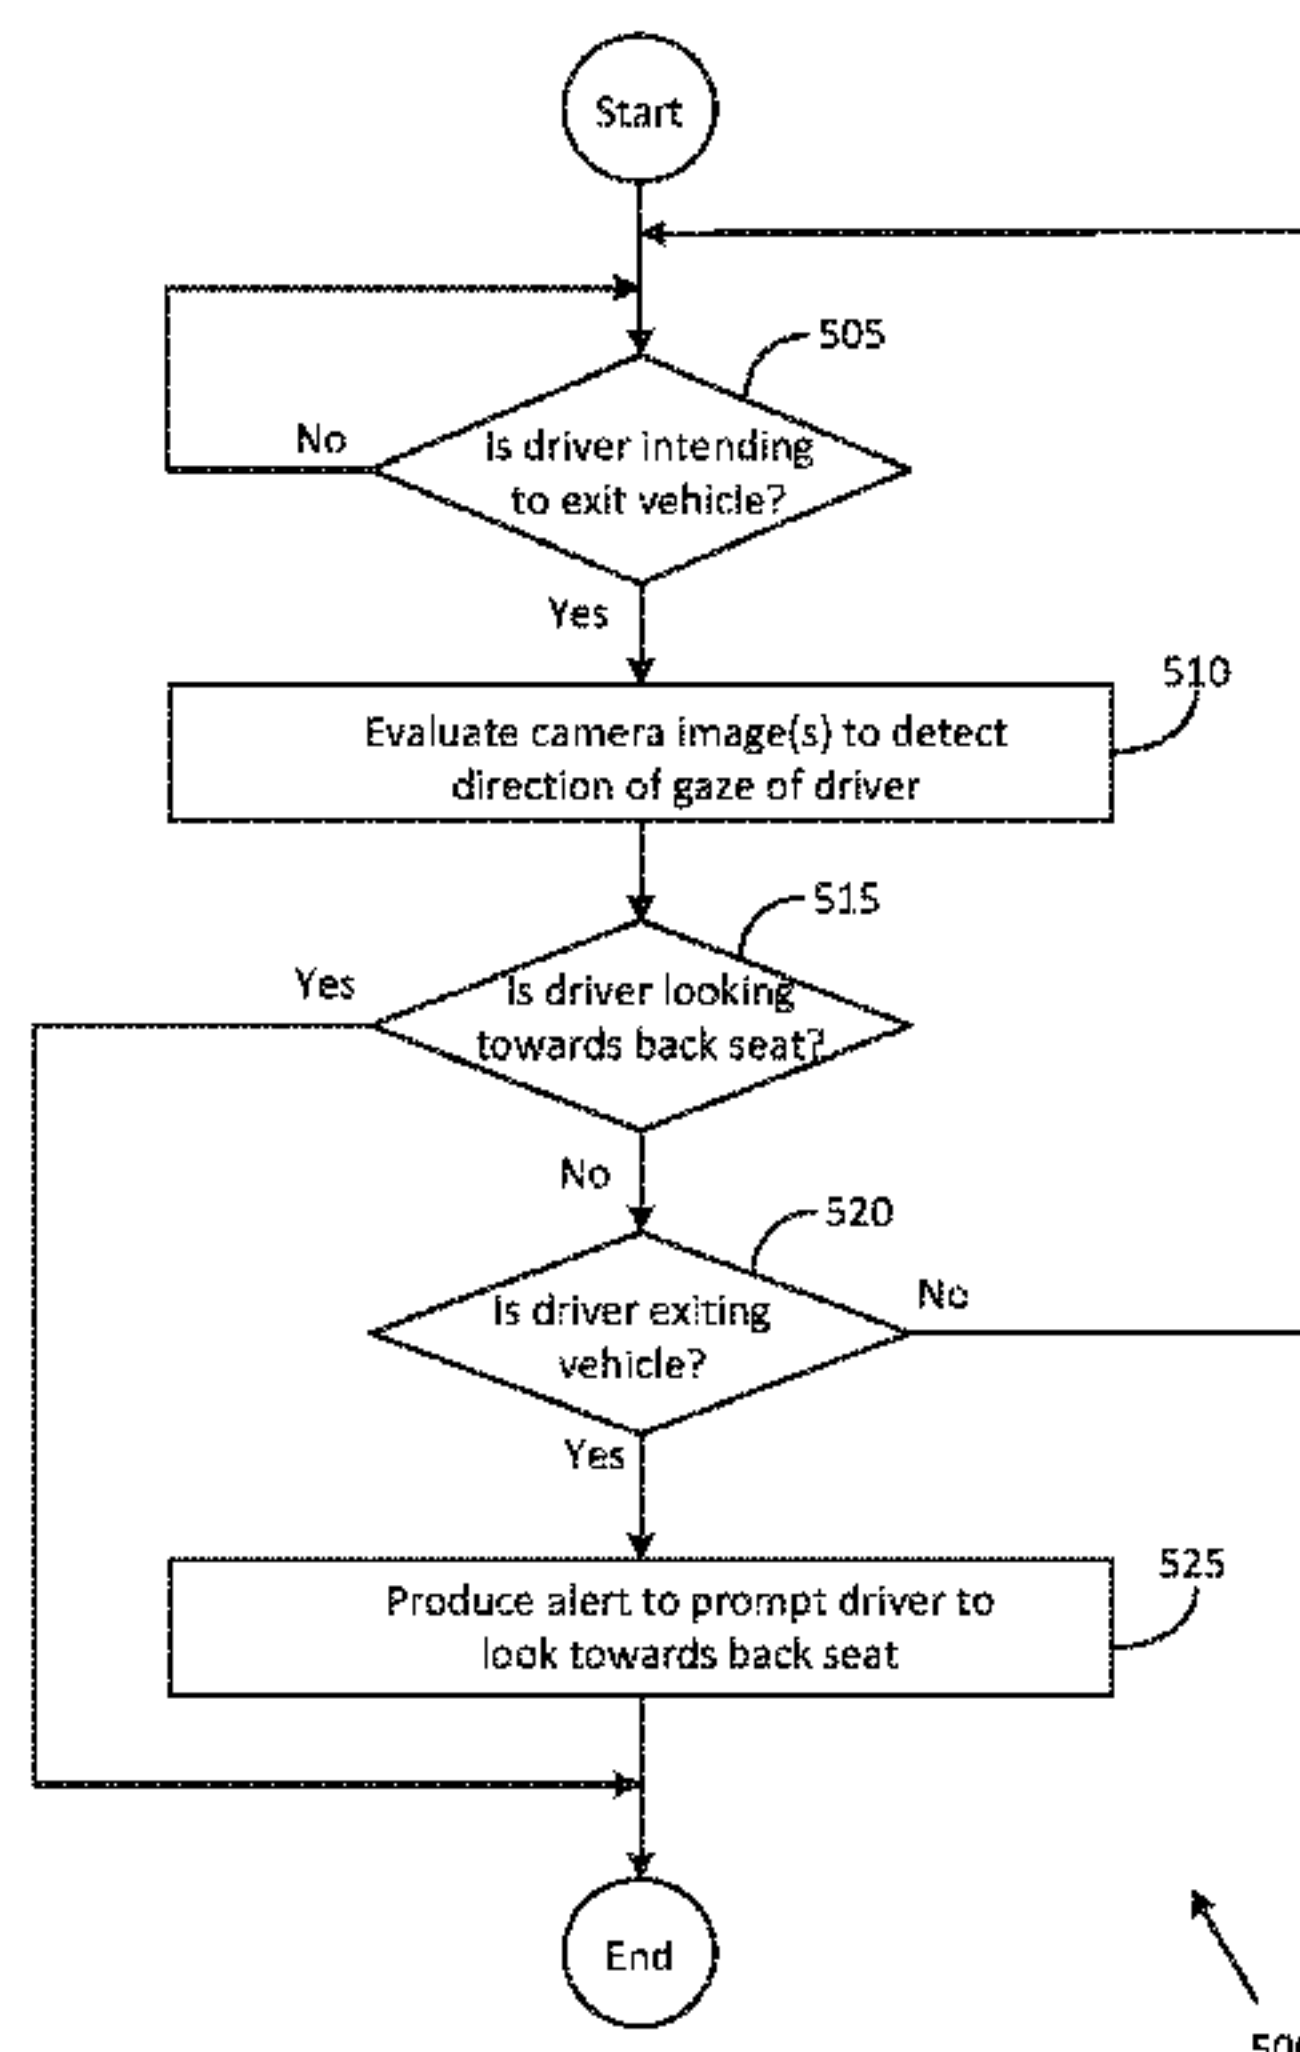 Start
505
No
Is driver intending
to exit vehicle?
Yes
510
Evaluate camera image(s) to detect
direction of gaze of driver
515
Yes
Is driver looking
towards back seat?
No
520
No
Is driver exiting
vehicle?
Yes
525
Produce alert to prompt driver to
look towards back seat
End